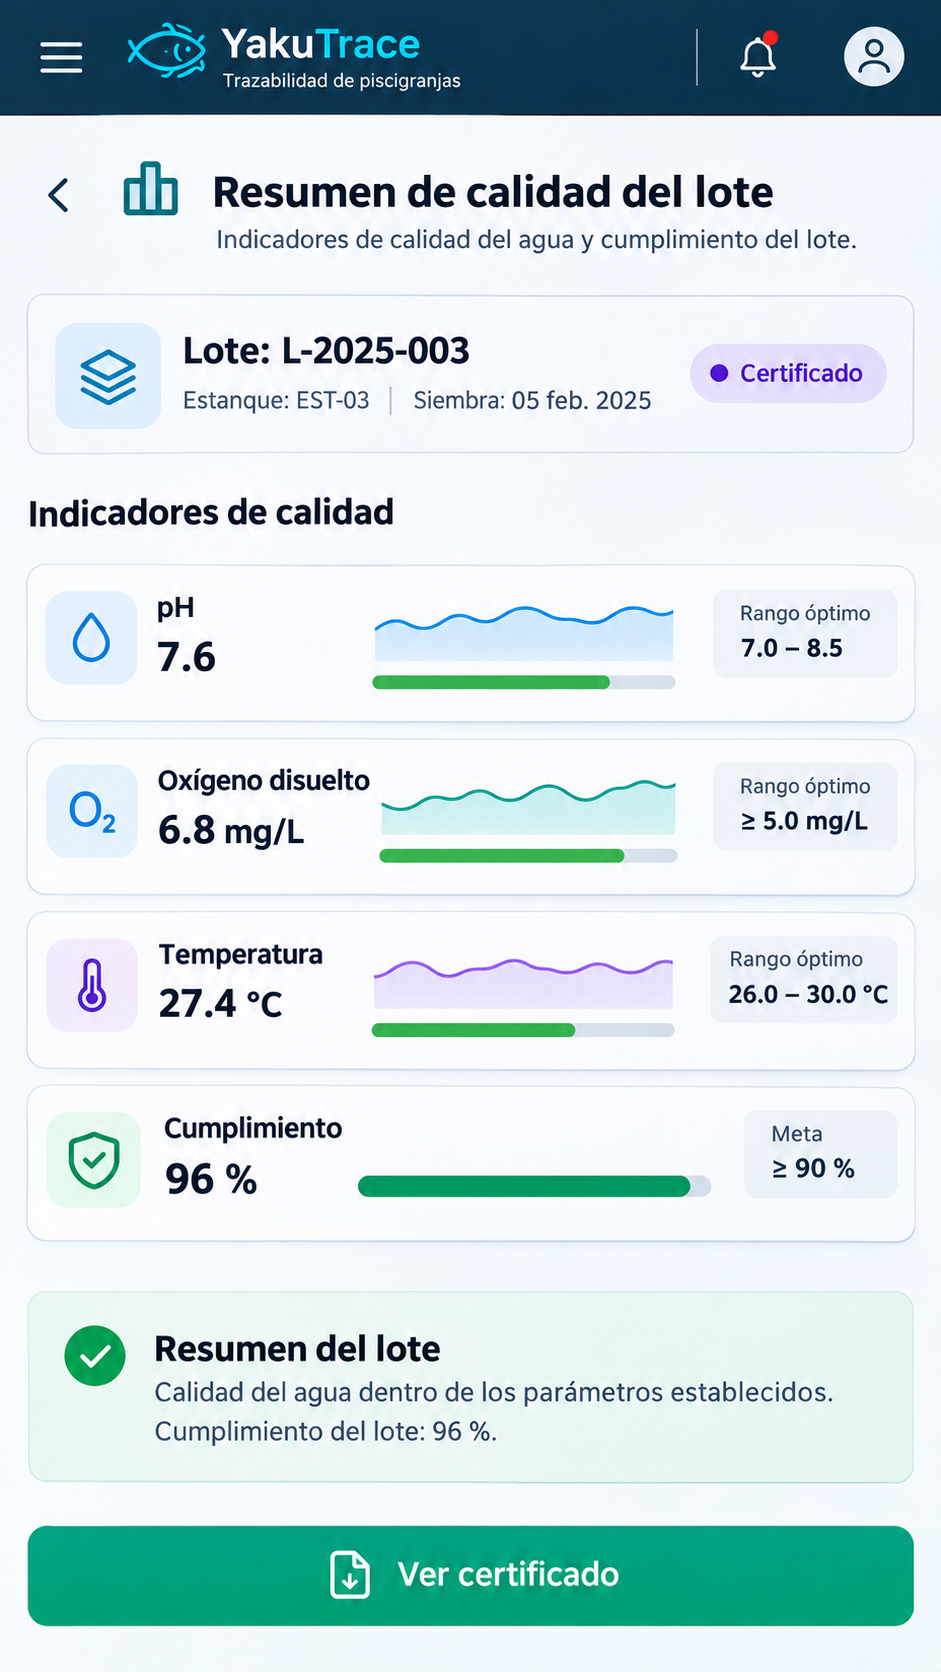 YakuTrace
Trazabilidad de piscigranjas
Resumen de calidad del lote
Indicadores de calidad del agua y cumplimiento del lote.
Lote: L-2025-003
Estanque: EST-03 | Siembra: 05 feb. 2025
Certificado
Indicadores de calidad
pH
7.6
Rango óptimo
7.0 – 8.5
O₂
Oxígeno disuelto
6.8 mg/L
Rango óptimo
≥ 5.0 mg/L
Temperatura
27.4 °C
Rango óptimo
26.0 – 30.0 °C
Cumplimiento
96 %
Meta
≥ 90 %
Resumen del lote
Calidad del agua dentro de los parámetros establecidos.
Cumplimiento del lote: 96 %.
Ver certificado